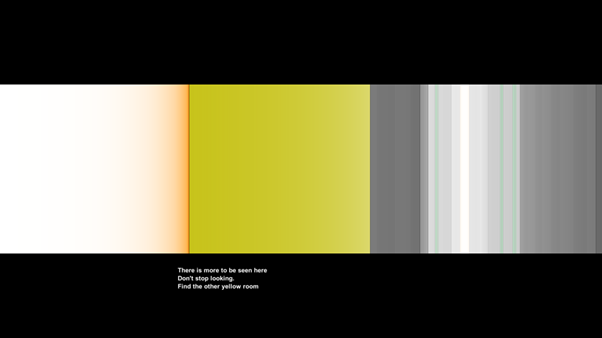 There is more to be seen here
Don't stop looking.
Find the other yellow room